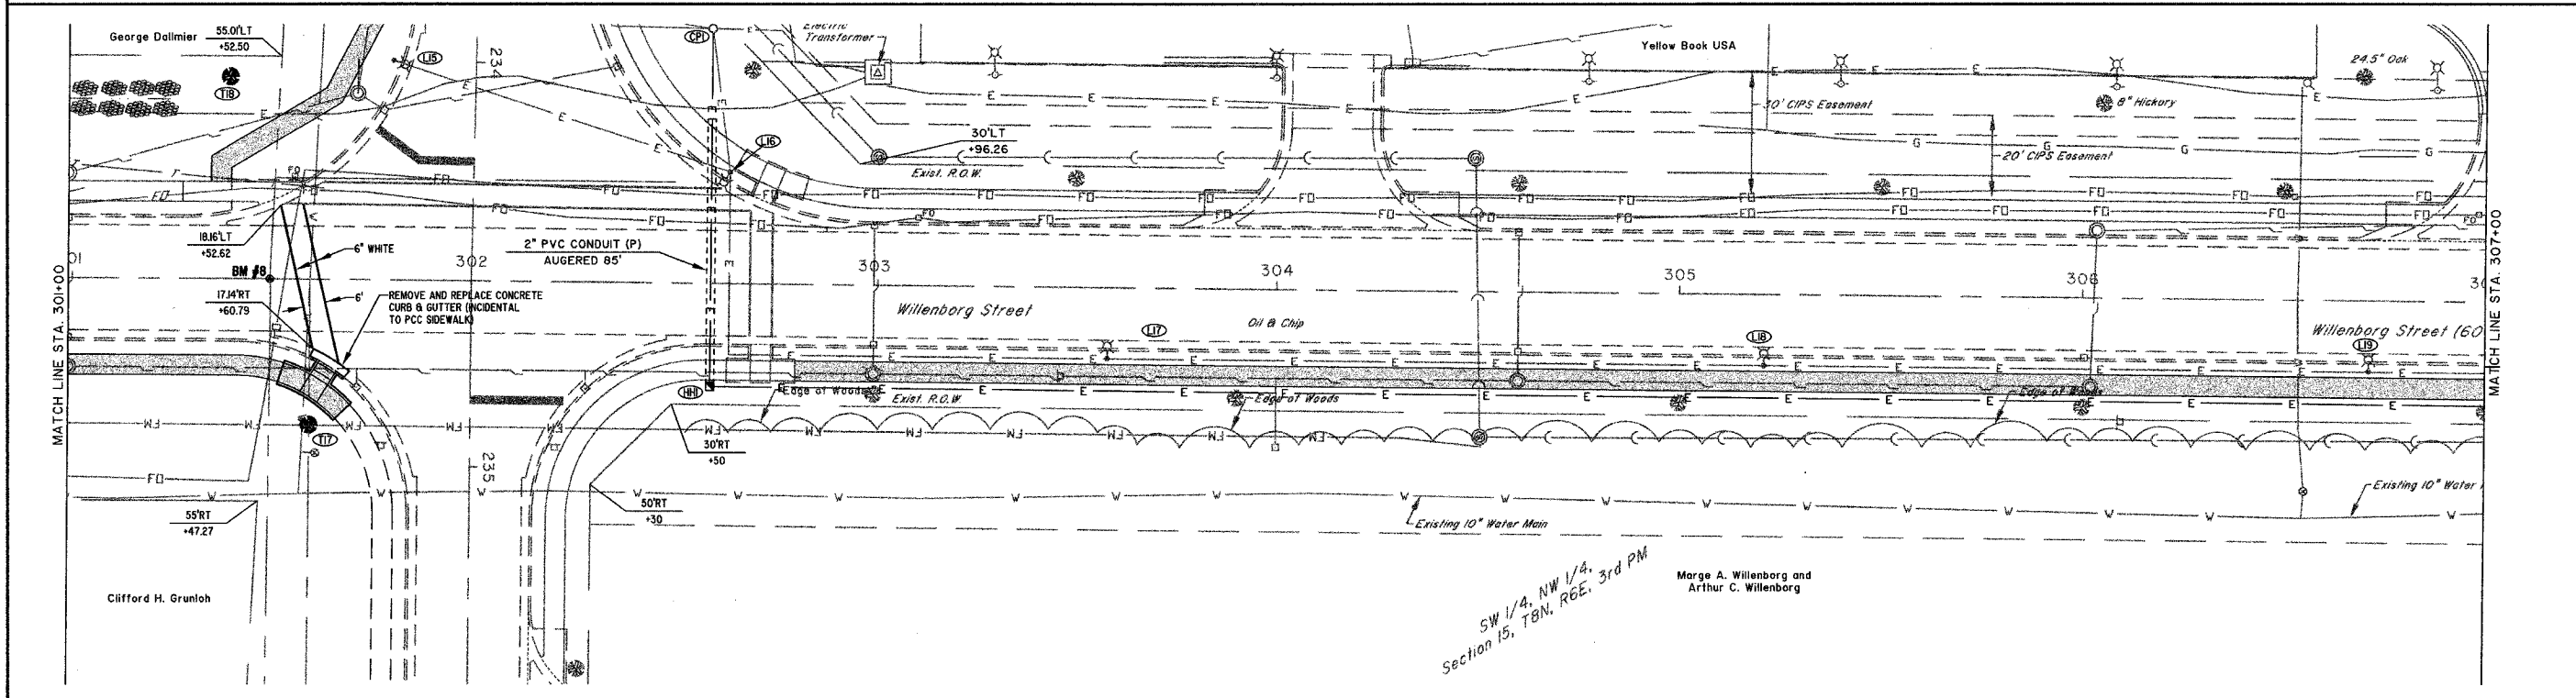 George Dallmier
55.01'LT
+52.50
T18
L15
234
CP1
Electric
Transformer
Yellow Book USA
24.5" Oak
8" Hickory
30' CIPS Easement
20' CIPS Easement
L16
30'LT
+96.26
Exist. R.O.W.
18.16'LT
+52.62
6" WHITE
BM #8
17.14'RT
+60.79
6'
REMOVE AND REPLACE CONCRETE
CURB & GUTTER (INCIDENTAL
TO PCC SIDEWALK)
2" PVC CONDUIT (P)
AUGERED 85'
01
302
303
304
305
306
30
MATCH LINE STA. 301+00
MATCH LINE STA. 307+00
Willenborg Street
Oil & Chip
Willenborg Street (60
L17
L18
L19
HH1
Edge of Woods
Exist. R.O.W.
Edge of Woods
Edge of Woods
T17
235
30'RT
+50
50'RT
+30
55'RT
+47.27
Existing 10" Water Main
Existing 10" Water
Clifford H. Grunloh
SW 1/4, NW 1/4,
Section 15, T8N, R6E, 3rd PM
Marge A. Willenborg and
Arthur C. Willenborg